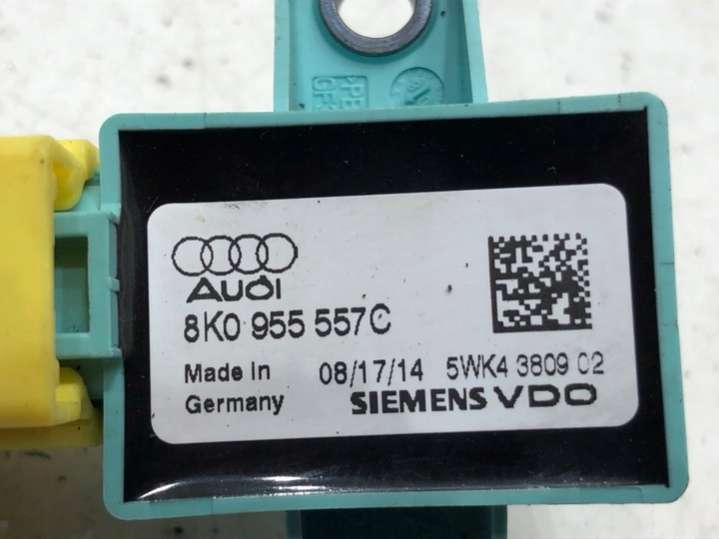 AUDI
8K0 955 557C
Made In 08/17/14 5WK4 3809 02
Germany SIEMENS VDO